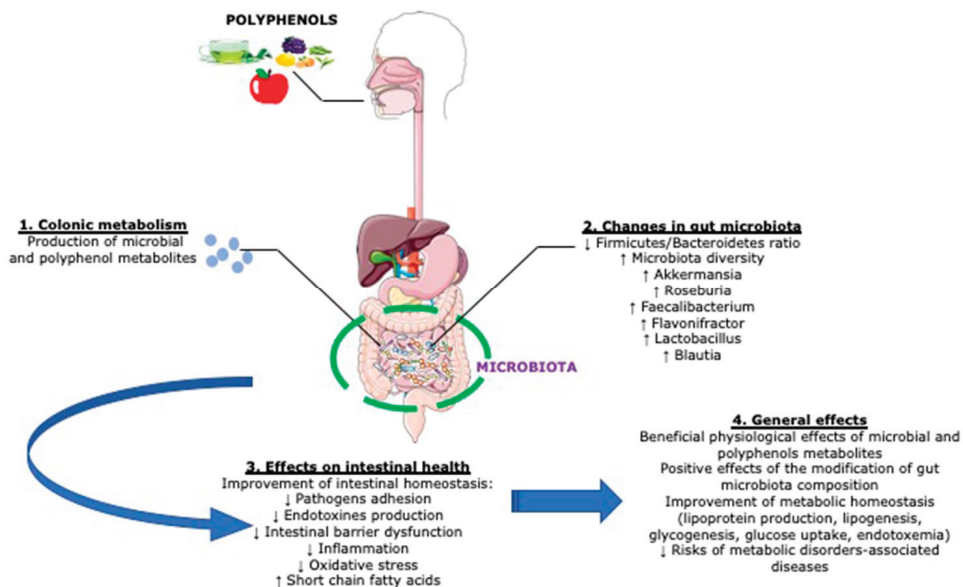 POLYPHENOLS
1. Colonic metabolism
Production of microbial
and polyphenol metabolites
2. Changes in gut microbiota
↓ Firmicutes/Bacteroidetes ratio
↑ Microbiota diversity
↑ Akkermansia
↑ Roseburia
↑ Faecalibacterium
↑ Flavonifractor
↑ Lactobacillus
↑ Blautia
MICROBIOTA
3. Effects on intestinal health
Improvement of intestinal homeostasis:
↓ Pathogens adhesion
↓ Endotoxines production
↓ Intestinal barrier dysfunction
↓ Inflammation
↓ Oxidative stress
↑ Short chain fatty acids
4. General effects
Beneficial physiological effects of microbial and
polyphenols metabolites
Positive effects of the modification of gut
microbiota composition
Improvement of metabolic homeostasis
(lipoprotein production, lipogenesis,
glycogenesis, glucose uptake, endotoxemia)
↓ Risks of metabolic disorders-associated
diseases